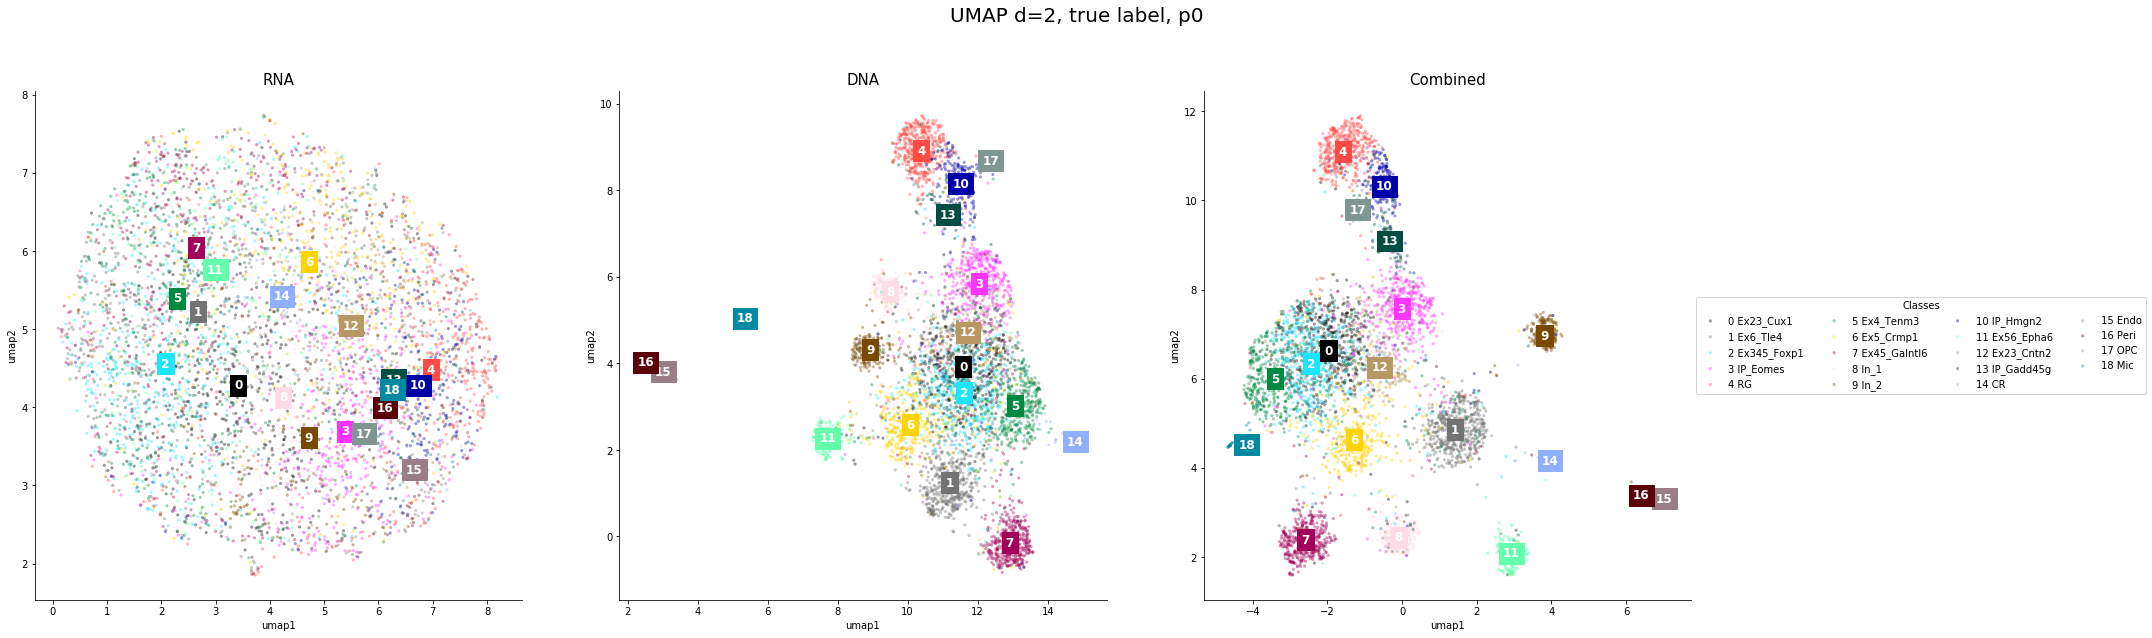 UMAP d=2, true label, p0
RNA
8
7
6
5
4
3
2
umap2
0 1 2 3 4 5 6 7 8
umap1
7
11
6
5
1
14
12
2
0
8
4
13
18
10
16
9
3
17
15
DNA
10
8
6
4
2
0
umap2
2 4 6 8 10 12 14
umap1
4
17
10
13
3
8
18
12
9
16
15
0
2
5
6
11
14
1
7
Combined
12
10
8
6
4
2
umap2
−4 −2 0 2 4 6
umap1
4
10
17
13
3
9
0
2
12
5
1
6
18
14
16
15
7
8
11
Classes
0 Ex23_Cux1
1 Ex6_Tle4
2 Ex345_Foxp1
3 IP_Eomes
4 RG
5 Ex4_Tenm3
6 Ex5_Crmp1
7 Ex45_Galntl6
8 In_1
9 In_2
10 IP_Hmgn2
11 Ex56_Epha6
12 Ex23_Cntn2
13 IP_Gadd45g
14 CR
15 Endo
16 Peri
17 OPC
18 Mic